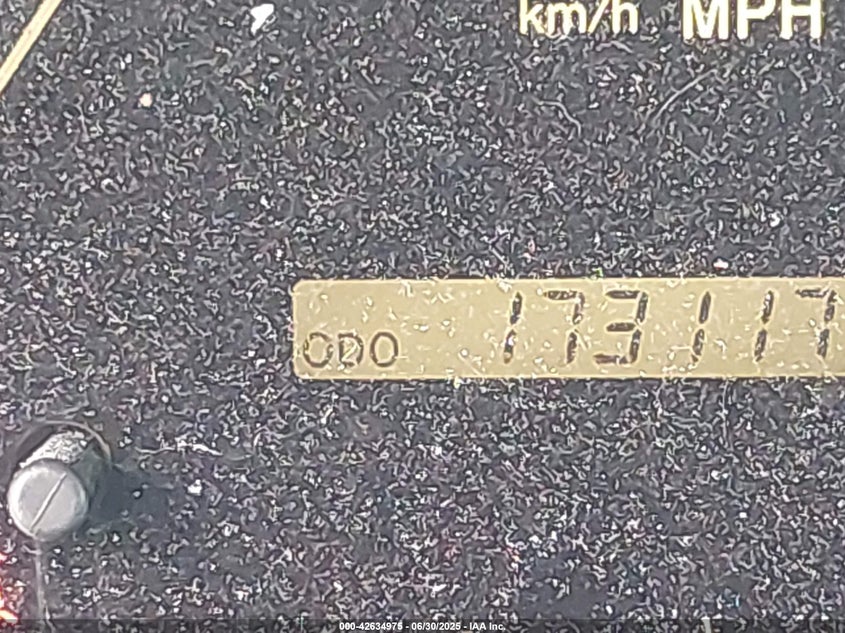 km/h MPH
ODO 173117
000-42634975 - 06/30/2025 - IAA Inc.